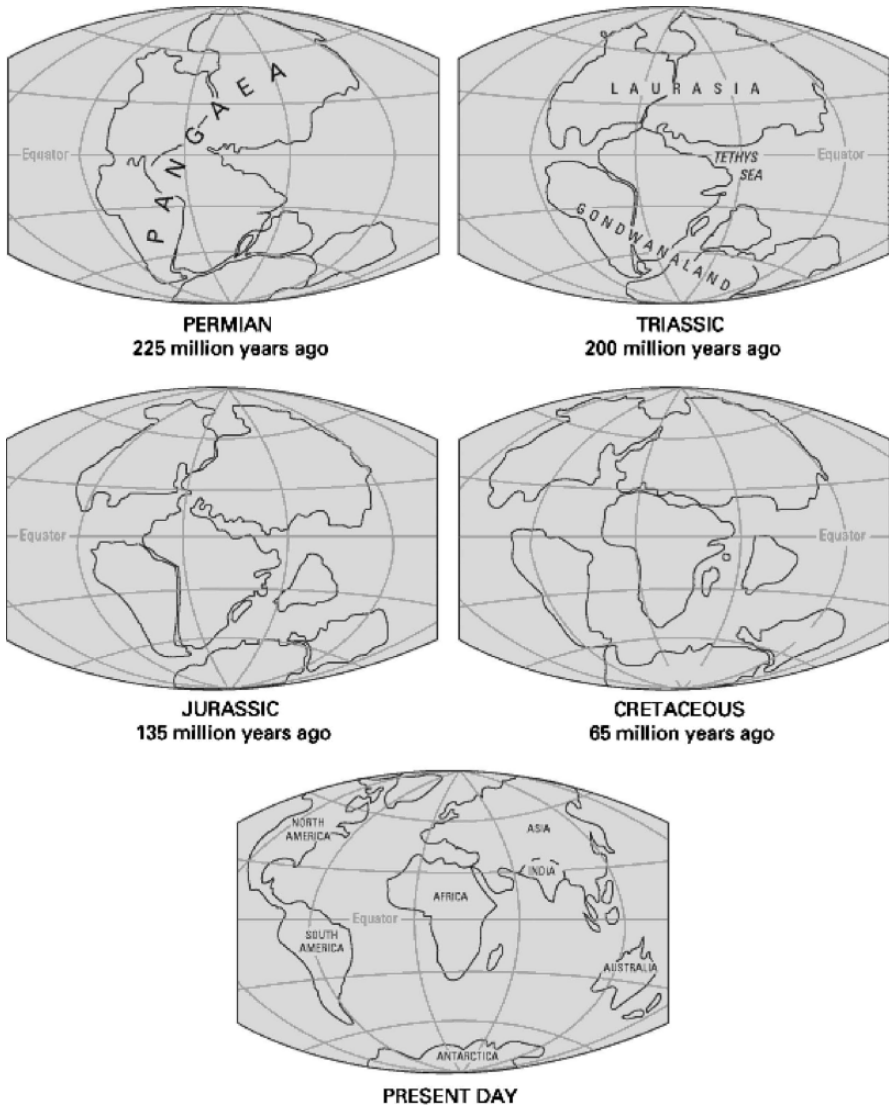 PANGAEA
Equator
PERMIAN
225 million years ago
LAURASIA
TETHYS
SEA
Equator
GONDWANALAND
TRIASSIC
200 million years ago
Equator
JURASSIC
135 million years ago
Equator
CRETACEOUS
65 million years ago
NORTH
AMERICA
ASIA
INDIA
AFRICA
Equator
SOUTH
AMERICA
AUSTRALIA
ANTARCTICA
PRESENT DAY